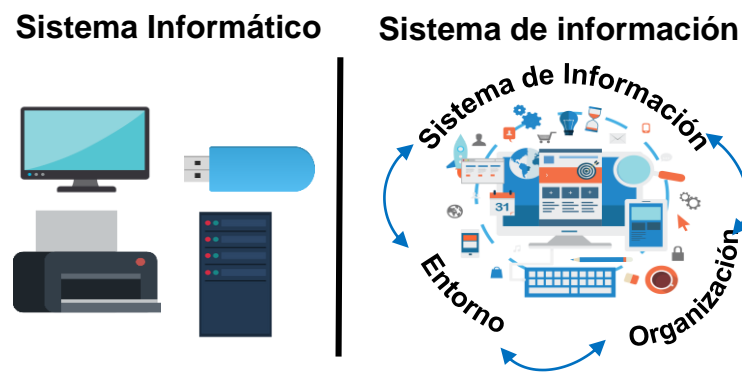 Sistema Informático
Sistema de información
Sistema de Información
31
Entorno
Organización